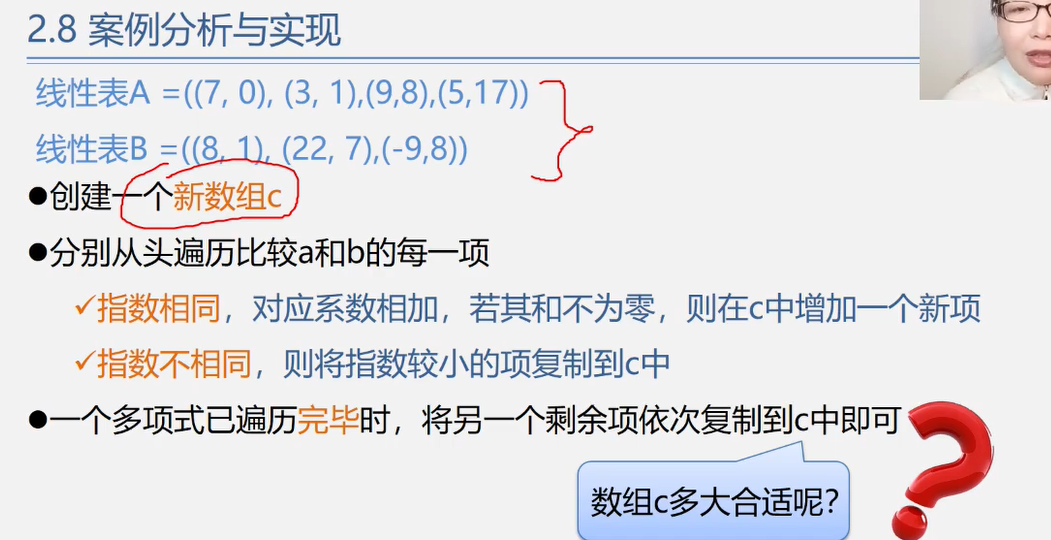 2.8 案例分析与实现
线性表A =((7, 0), (3, 1),(9,8),(5,17))
线性表B =((8, 1), (22, 7),(-9,8))
●创建一个新数组c
●分别从头遍历比较a和b的每一项
✓指数相同，对应系数相加，若其和不为零，则在c中增加一个新项
✓指数不相同，则将指数较小的项复制到c中
●一个多项式已遍历完毕时，将另一个剩余项依次复制到c中即可
数组c多大合适呢?